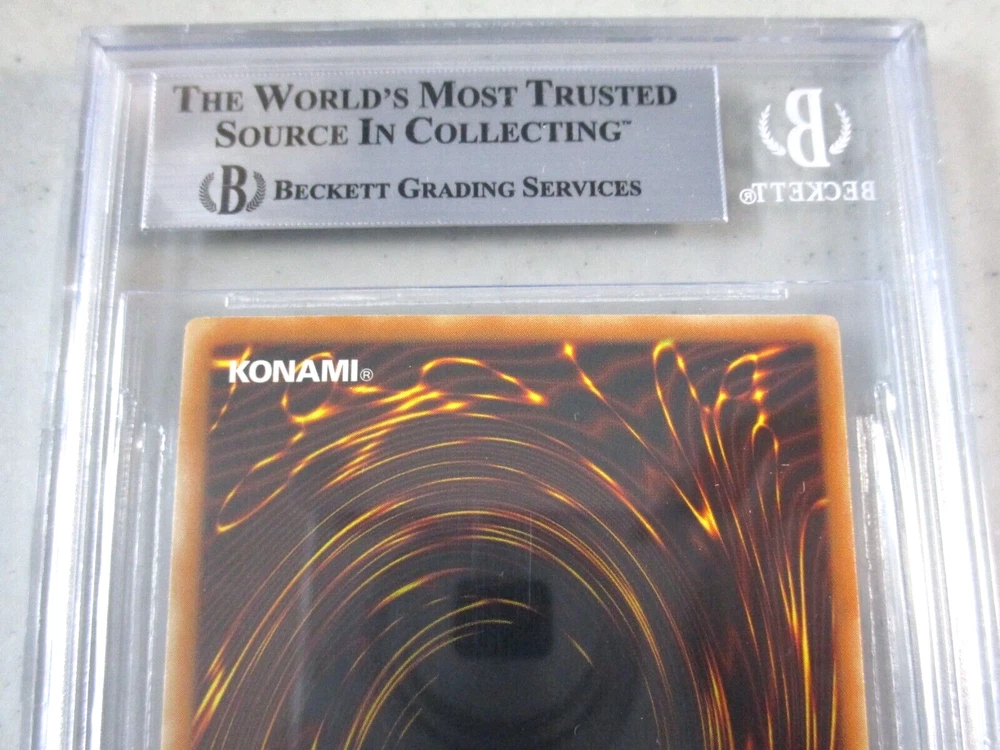 THE WORLD'S MOST TRUSTED
SOURCE IN COLLECTING™
B BECKETT GRADING SERVICES
B
BECKETT®
KONAMI®